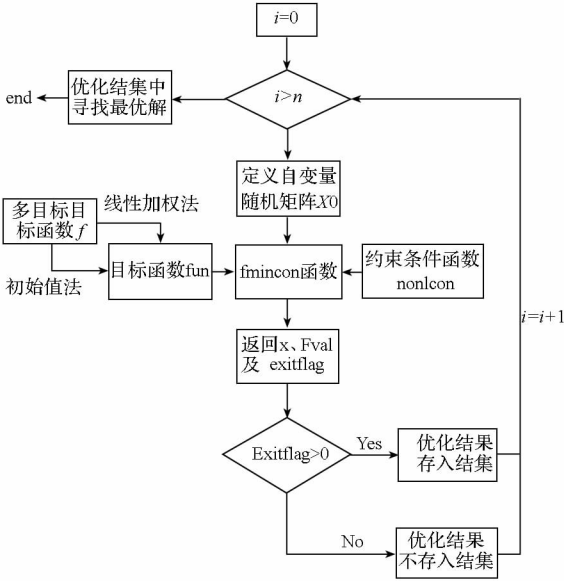 i=0
i>n
优化结集中
寻找最优解
end
定义自变量
随机矩阵X0
多目标目
标函数f
线性加权法
初始值法
目标函数fun
fmincon函数
约束条件函数
nonlcon
i=i+1
返回x、Fval
及 exitflag
Exitflag>0
Yes
优化结果
存入结集
No
优化结果
不存入结集